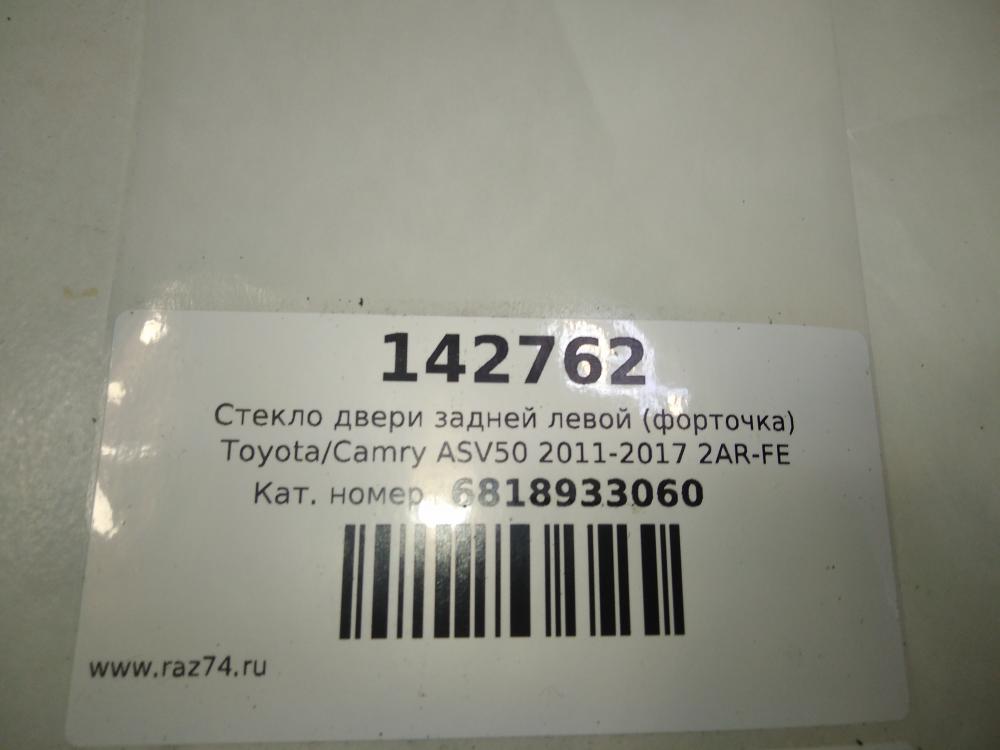 142762
Стекло двери задней левой (форточка)
Toyota/Camry ASV50 2011-2017 2AR-FE
Кат. номер 6818933060
www.raz74.ru